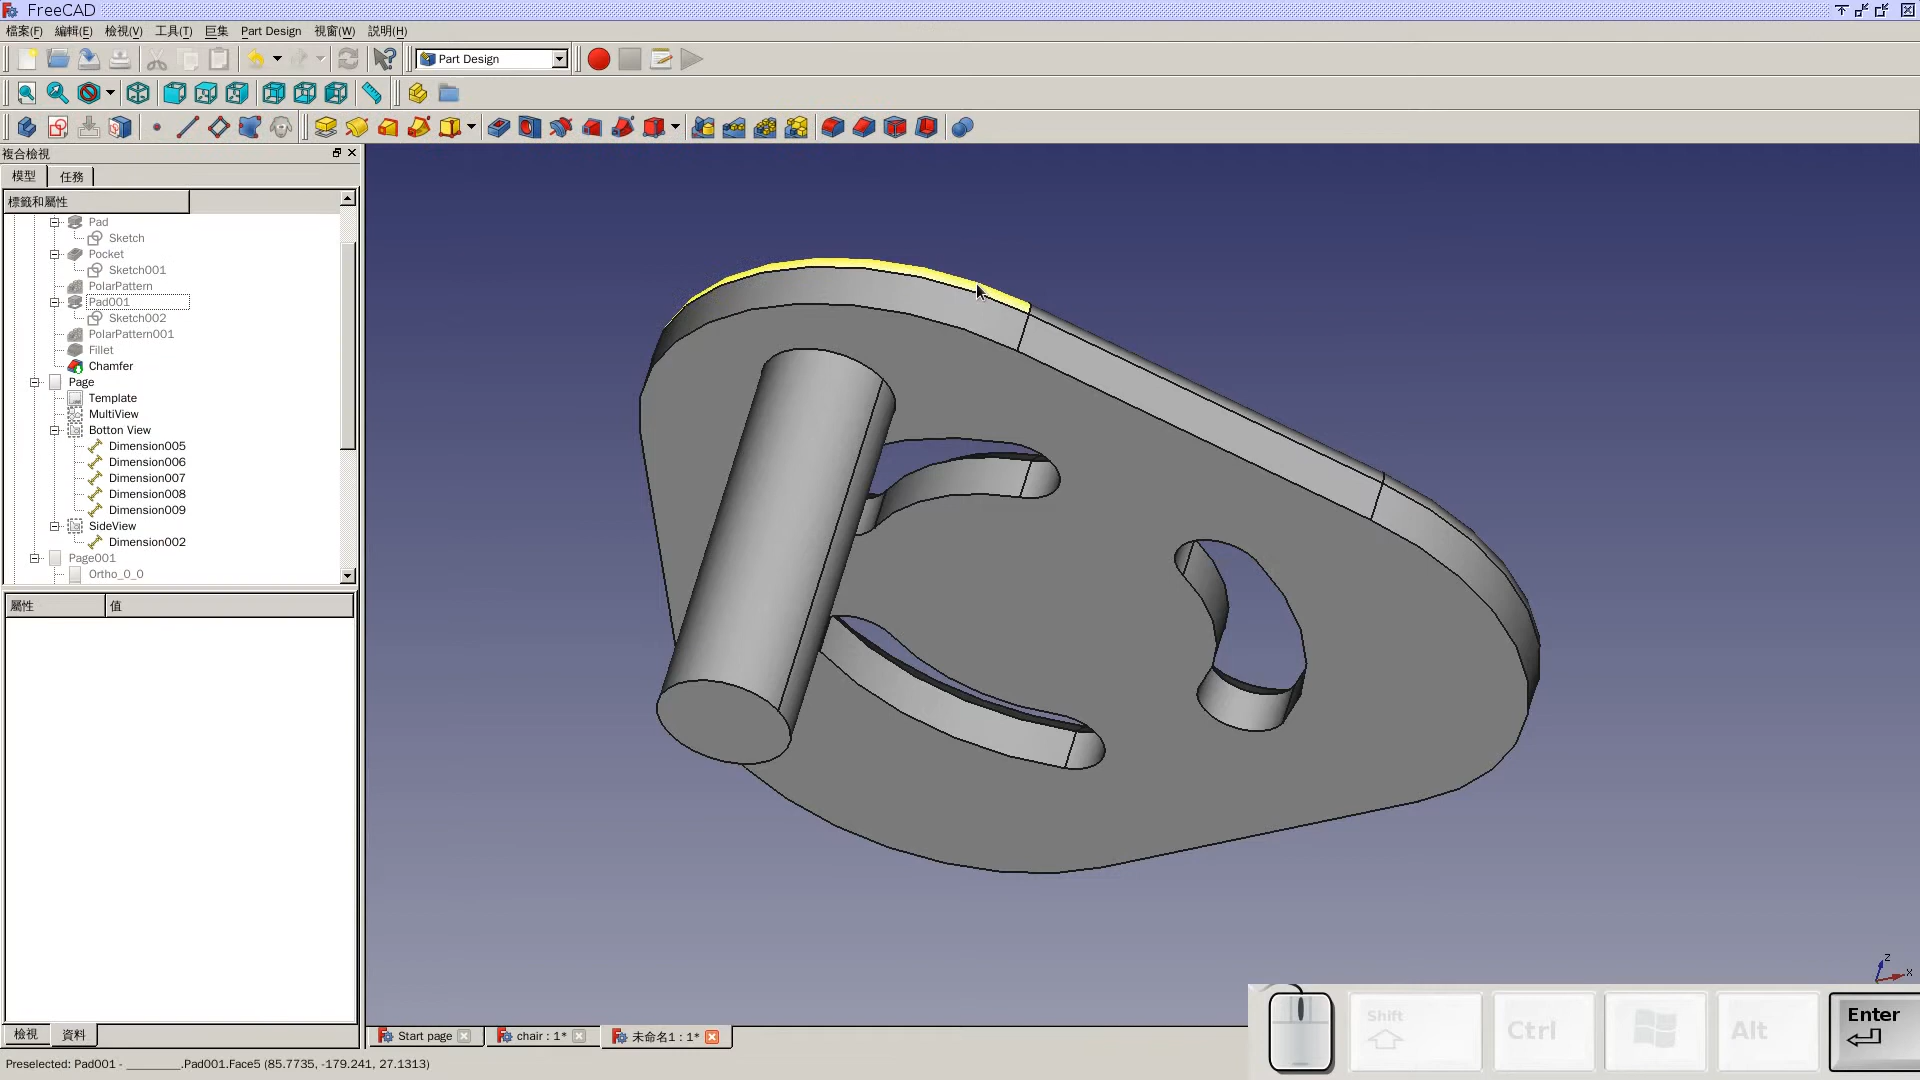 FreeCAD
檔案(F) 編輯(E) 檢視(V) 工具(T) 巨集 Part Design 視窗(W) 説明(H)
Part Design
複合檢視
模型 任務
標籤和屬性
Pad
Sketch
Pocket
Sketch001
PolarPattern
Pad001
Sketch002
PolarPattern001
Fillet
Chamfer
Page
Template
MultiView
Botton View
Dimension005
Dimension006
Dimension007
Dimension008
Dimension009
SideView
Dimension002
Page001
Ortho_0_0
屬性 值
z
x
檢視 資料
Start page chair : 1* 未命名1 : 1*
Shift Ctrl Alt Enter
Preselected: Pad001 - ________.Pad001.Face5 (85.7735, -179.241, 27.1313)